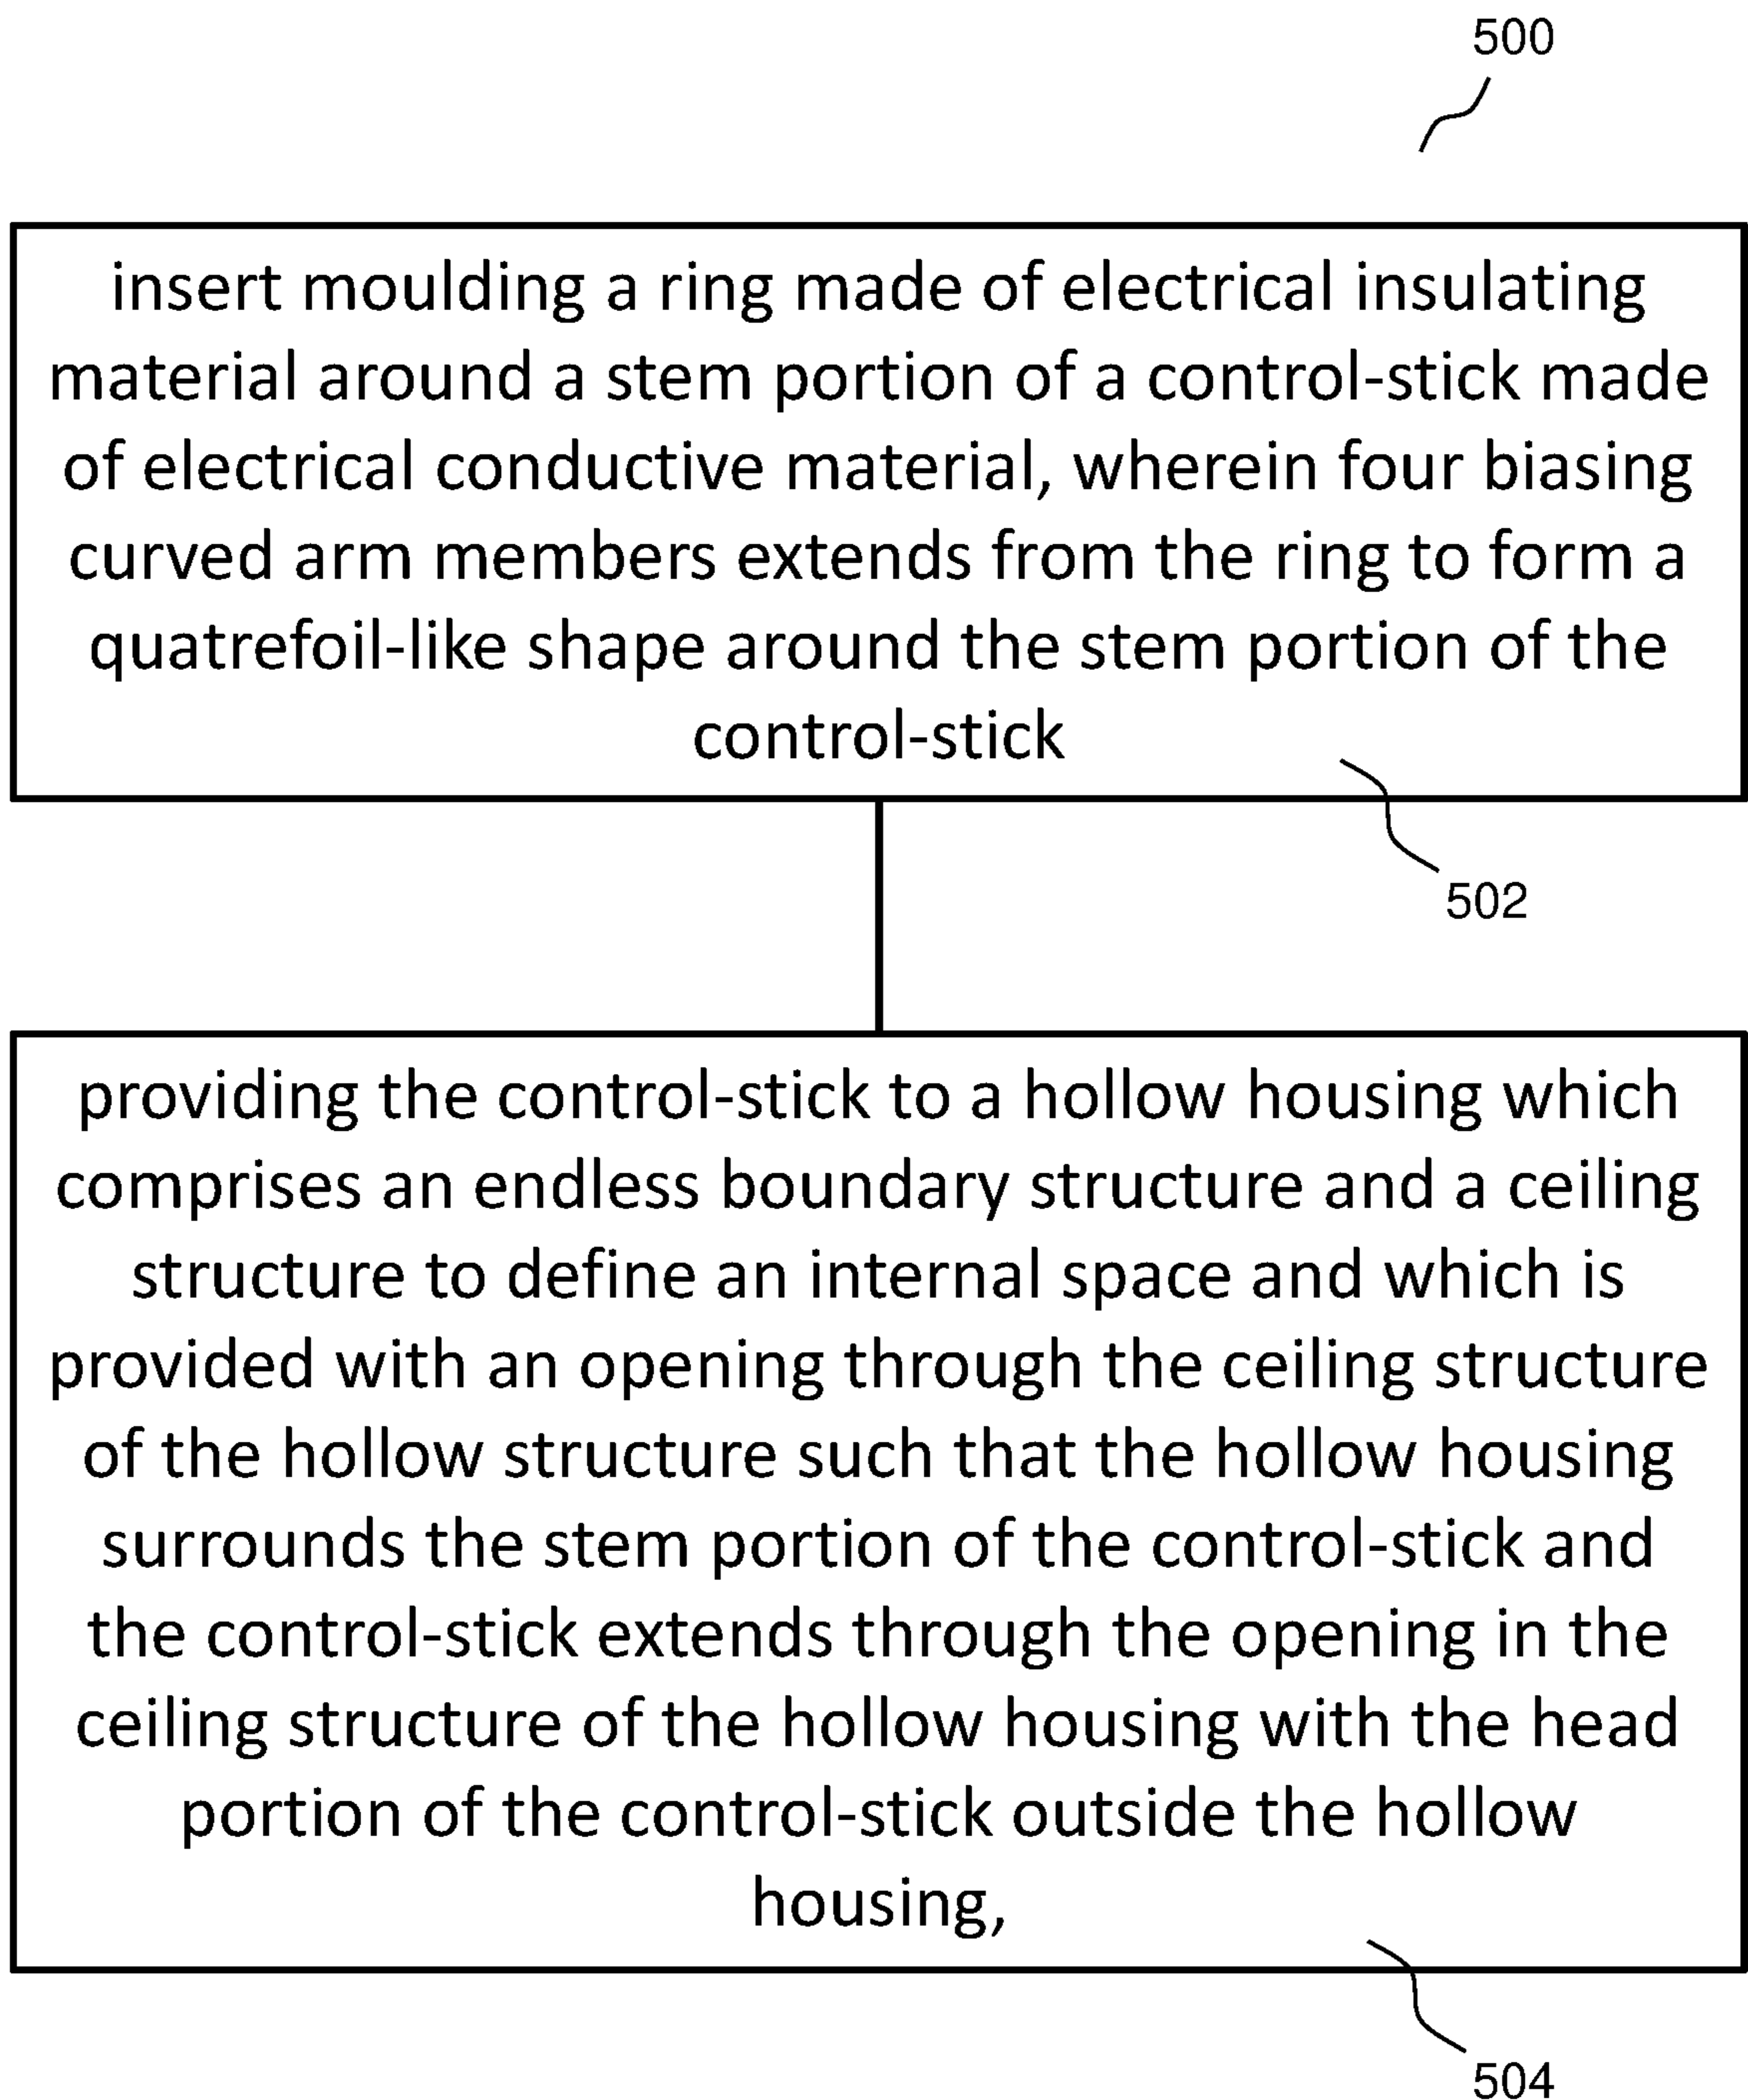 500
insert moulding a ring made of electrical insulating
material around a stem portion of a control-stick made
of electrical conductive material, wherein four biasing
curved arm members extends from the ring to form a
quatrefoil-like shape around the stem portion of the
control-stick
502
providing the control-stick to a hollow housing which
comprises an endless boundary structure and a ceiling
structure to define an internal space and which is
provided with an opening through the ceiling structure
of the hollow structure such that the hollow housing
surrounds the stem portion of the control-stick and
the control-stick extends through the opening in the
ceiling structure of the hollow housing with the head
portion of the control-stick outside the hollow
housing,
504